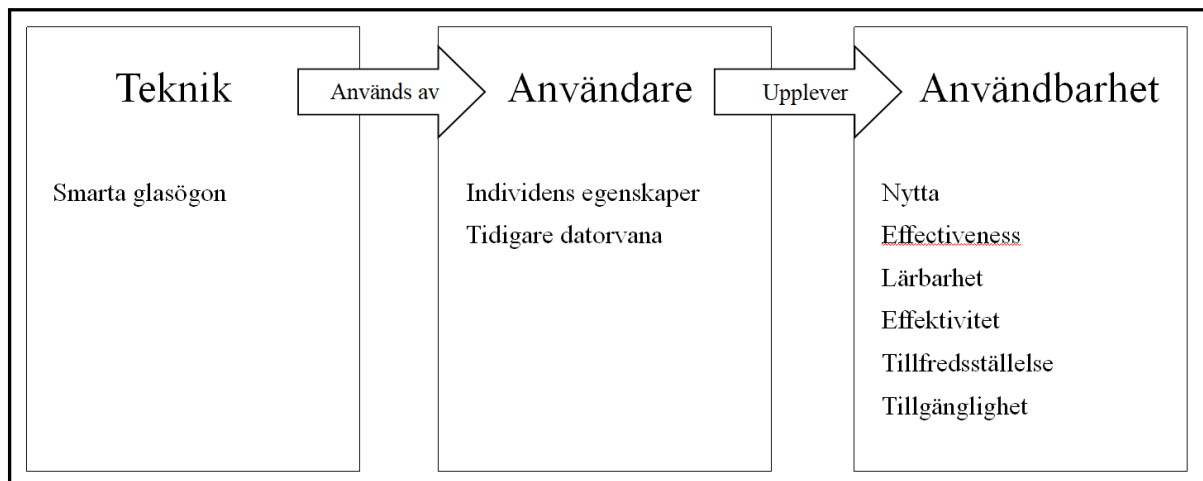 Teknik
Används av
Användare
Upplever
Användbarhet
Smarta glasögon
Individens egenskaper
Tidigare datorvana
Nytta
Effectiveness
Lärbarhet
Effektivitet
Tillfredsställelse
Tillgänglighet